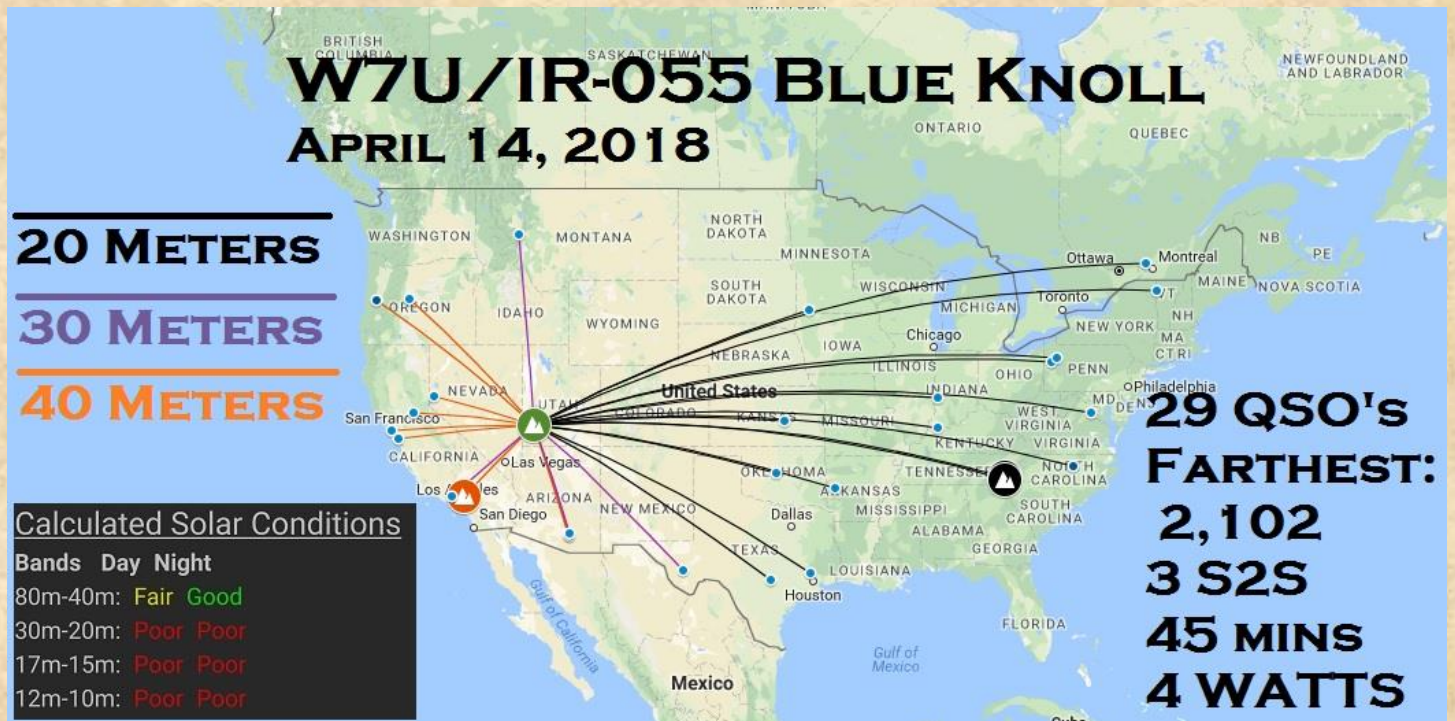 MANITOBA
BRITISH
COLUMBIA
SASKATCHEWAN
NEWFOUNDLAND
AND LABRADOR
W7U/IR-055 BLUE KNOLL
APRIL 14, 2018
ONTARIO
QUEBEC
20 METERS
30 METERS
40 METERS
WASHINGTON
MONTANA
NORTH
DAKOTA
MINNESOTA
Ottawa
Montreal
NB
PE
MAINE
NOVA SCOTIA
OREGON
IDAHO
SOUTH
DAKOTA
WISCONSIN
MICHIGAN
Toronto
VT
NH
WYOMING
NEW YORK
MA
CT RI
Chicago
IOWA
NEBRASKA
ILLINOIS
INDIANA
OHIO
PENN
Philadelphia
NEVADA
UTAH
COLORADO
United States
KANSAS
MISSOURI
WEST
VIRGINIA
MD
DE
NJ
KENTUCKY
VIRGINIA
San Francisco
CALIFORNIA
Las Vegas
OKLAHOMA
TENNESSEE
NORTH
CAROLINA
Los Angeles
ARIZONA
NEW MEXICO
ARKANSAS
MISSISSIPPI
SOUTH
CAROLINA
San Diego
Dallas
ALABAMA
GEORGIA
TEXAS
LOUISIANA
Houston
FLORIDA
Gulf of California
Gulf of
Mexico
Mexico
Cuba
29 QSO'S
FARTHEST:
2,102
3 S2S
45 MINS
4 WATTS
Calculated Solar Conditions
Bands Day Night
80m-40m: Fair Good
30m-20m: Poor Poor
17m-15m: Poor Poor
12m-10m: Poor Poor